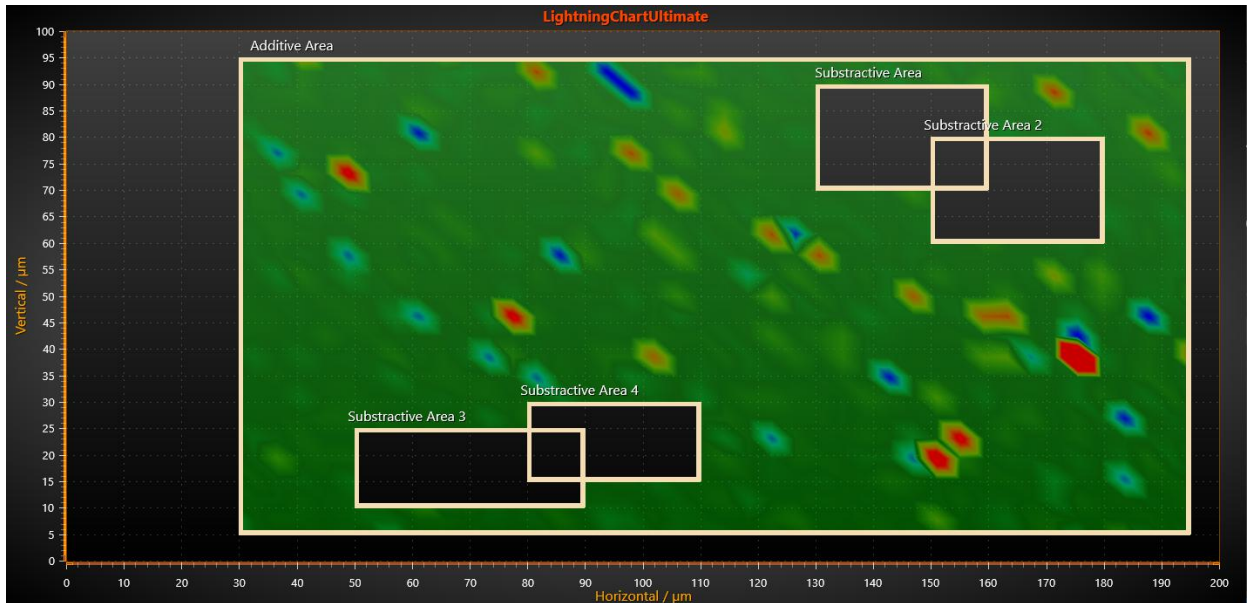 LightningChartUltimate
100
95
90
85
80
75
70
65
60
55
50
45
40
35
30
25
20
15
10
5
0
Vertical / µm
Additive Area
Substractive Area
Substractive Area 2
Substractive Area 4
Substractive Area 3
0 10 20 30 40 50 60 70 80 90 100 110 120 130 140 150 160 170 180 190 200
Horizontal / µm